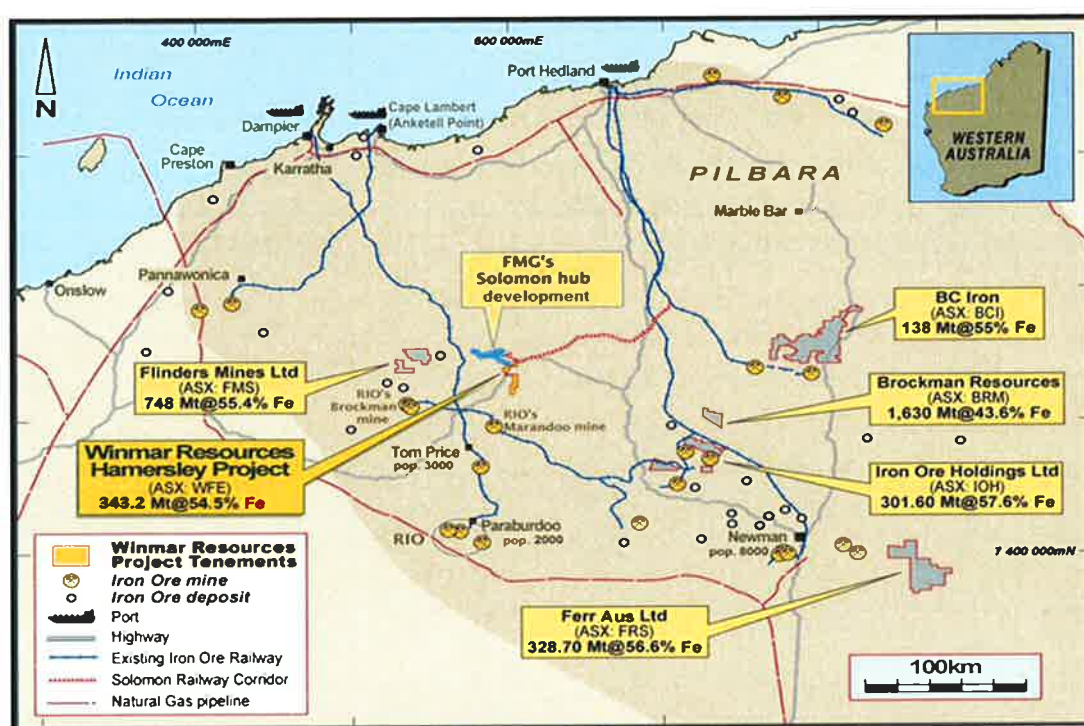 400 000mE
600 000mE
N
Indian
Ocean
Port Hedland
Dampier
Cape Lambert
(Anketell Point)
Cape
Preston
Karratha
WESTERN
AUSTRALIA
PILBARA
Marble Bar
Pannawonica
Onslow
FMG's
Solomon hub
development
BC Iron
(ASX: BCI)
138 Mt@55% Fe
Flinders Mines Ltd
(ASX: FMS)
748 Mt@55.4% Fe
RIO's
Brockman
mine
RIO's
Marandoo mine
Brockman Resources
(ASX: BRM)
1,630 Mt@43.6% Fe
Winmar Resources
Hamersley Project
(ASX: WFE)
343.2 Mt@54.5% Fe
Tom Price
pop. 3000
Iron Ore Holdings Ltd
(ASX: IOH)
301.60 Mt@57.6% Fe
RIO
Paraburdoo
pop. 2000
Newman
pop. 8000
7 400 000mN
Ferr Aus Ltd
(ASX: FRS)
328.70 Mt@56.6% Fe
Winmar Resources
Project Tenements
Iron Ore mine
Iron Ore deposit
Port
Highway
Existing Iron Ore Railway
Solomon Railway Corridor
Natural Gas pipeline
100km